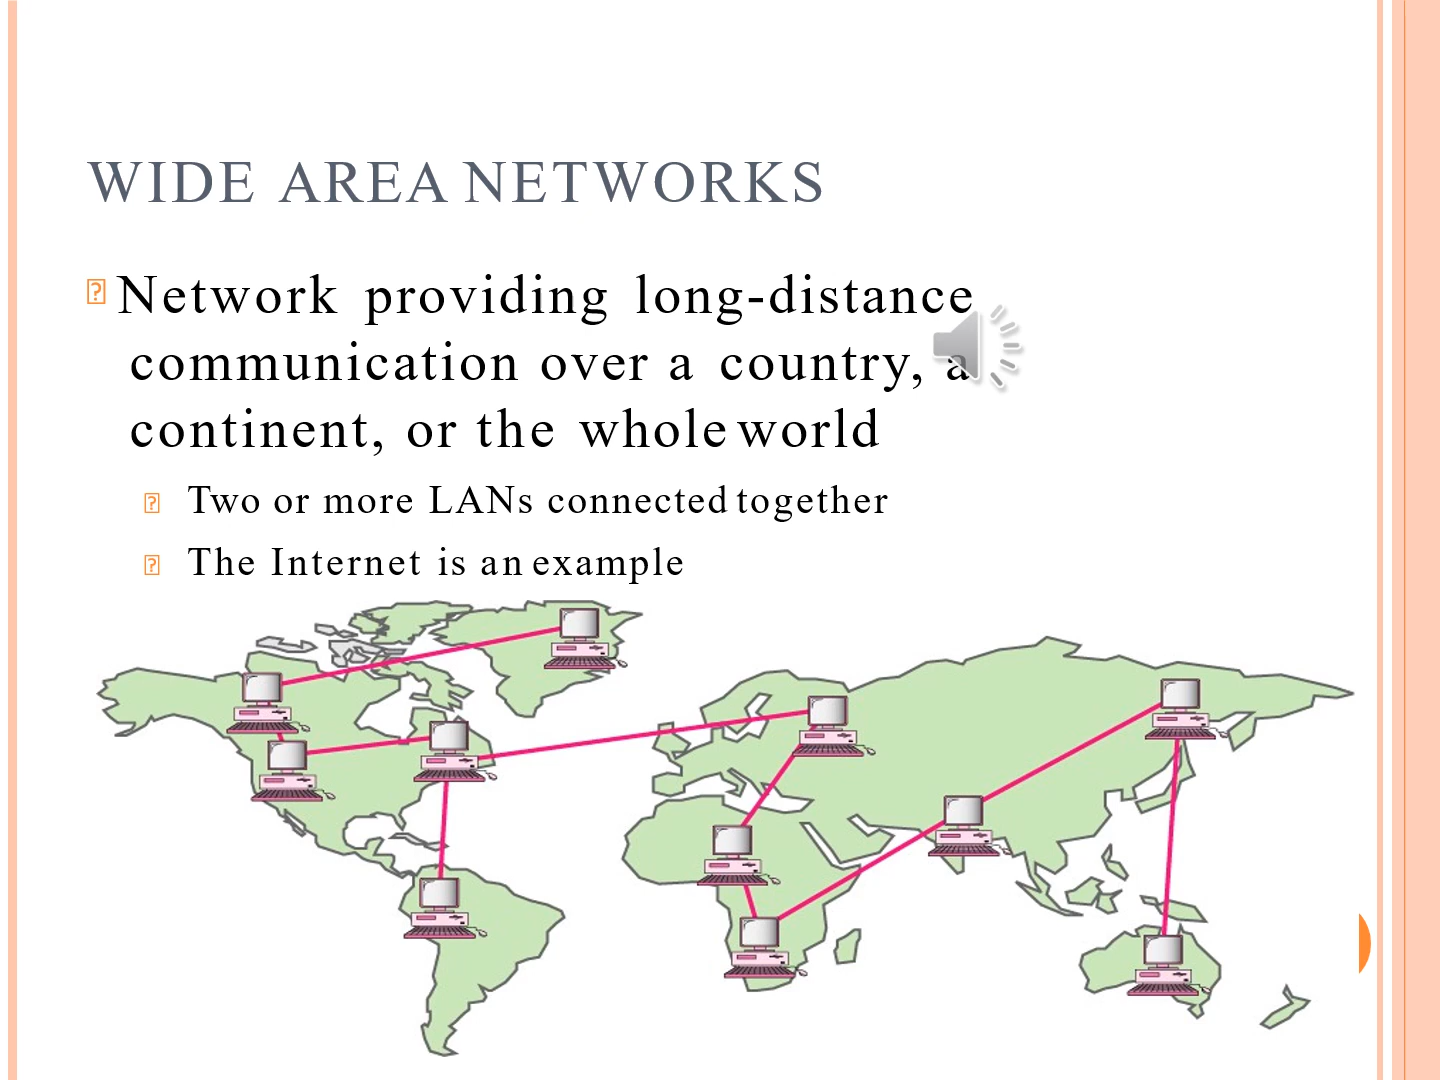 WIDE AREA NETWORKS
Network providing long-distance
communication over a country, a
continent, or the whole world
Two or more LANs connected together
The Internet is an example